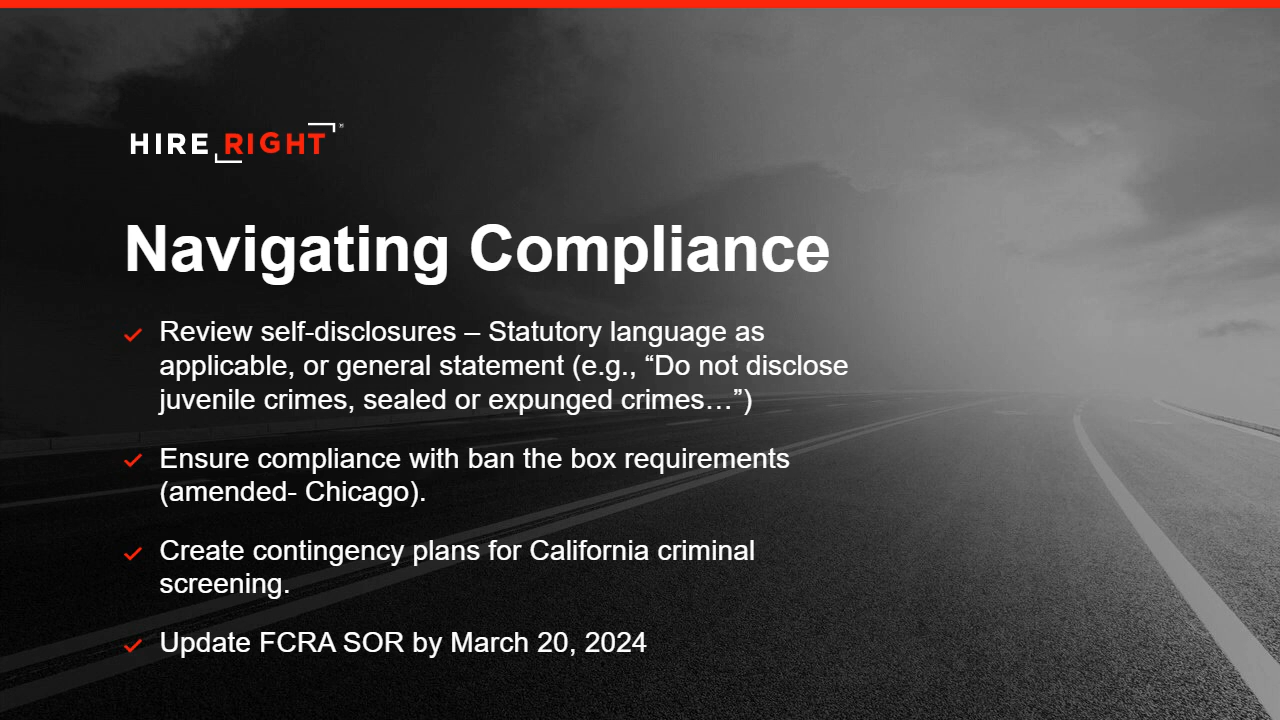 HIRE RIGHT
Navigating Compliance
Review self-disclosures – Statutory language as
applicable, or general statement (e.g., “Do not disclose
juvenile crimes, sealed or expunged crimes…”)
Ensure compliance with ban the box requirements
(amended- Chicago).
Create contingency plans for California criminal
screening.
Update FCRA SOR by March 20, 2024